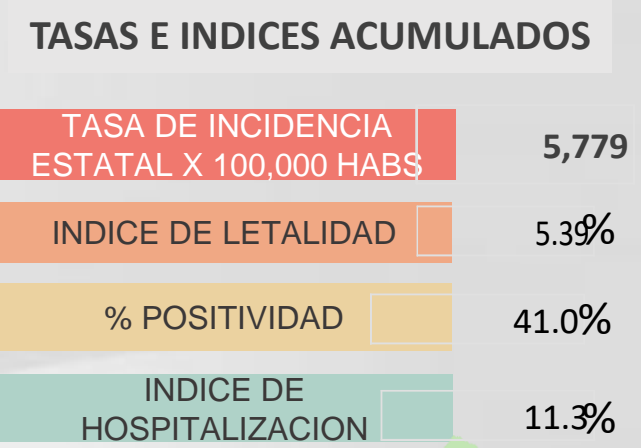 TASAS E INDICES ACUMULADOS
TASA DE INCIDENCIA
ESTATAL X 100,000 HABS
5,779
INDICE DE LETALIDAD
5.39%
% POSITIVIDAD
41.0%
INDICE DE
HOSPITALIZACION
11.3%